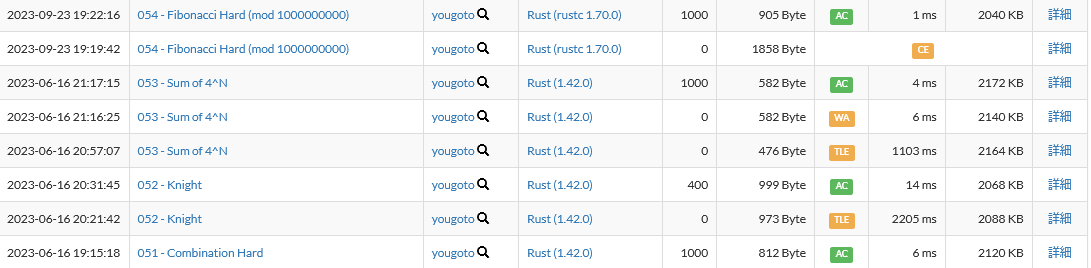 2023-09-23 19:22:16 054 - Fibonacci Hard (mod 1000000000) yougoto Rust (rustc 1.70.0) 1000 905 Byte AC 1 ms 2040 KB 詳細
2023-09-23 19:19:42 054 - Fibonacci Hard (mod 1000000000) yougoto Rust (rustc 1.70.0) 0 1858 Byte CE 詳細
2023-06-16 21:17:15 053 - Sum of 4^N yougoto Rust (1.42.0) 1000 582 Byte AC 4 ms 2172 KB 詳細
2023-06-16 21:16:25 053 - Sum of 4^N yougoto Rust (1.42.0) 0 582 Byte WA 6 ms 2140 KB 詳細
2023-06-16 20:57:07 053 - Sum of 4^N yougoto Rust (1.42.0) 0 476 Byte TLE 1103 ms 2164 KB 詳細
2023-06-16 20:31:45 052 - Knight yougoto Rust (1.42.0) 400 999 Byte AC 14 ms 2068 KB 詳細
2023-06-16 20:21:42 052 - Knight yougoto Rust (1.42.0) 0 973 Byte TLE 2205 ms 2088 KB 詳細
2023-06-16 19:15:18 051 - Combination Hard yougoto Rust (1.42.0) 1000 812 Byte AC 6 ms 2120 KB 詳細